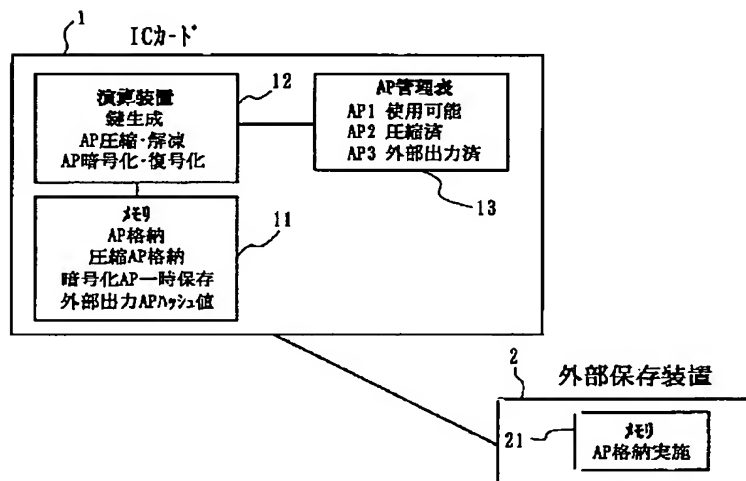 1
ICカード
演算装置
鍵生成
AP圧縮・解凍
AP暗号化・復号化
12
AP管理表
AP1 使用可能
AP2 圧縮済
AP3 外部出力済
13
メモリ
AP格納
圧縮AP格納
暗号化AP一時保存
外部出力APハッシュ値
11
2
外部保存装置
21
メモリ
AP格納実施